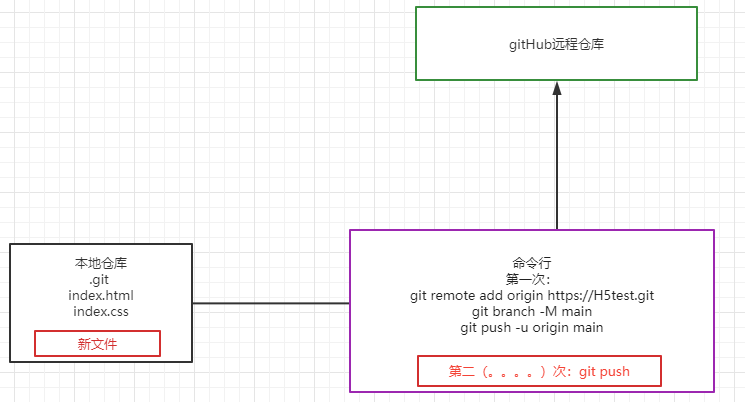 gitHub远程仓库
本地仓库
.git
index.html
index.css
新文件
命令行
第一次：
git remote add origin https://H5test.git
git branch -M main
git push -u origin main
第二（。。。。）次：git push